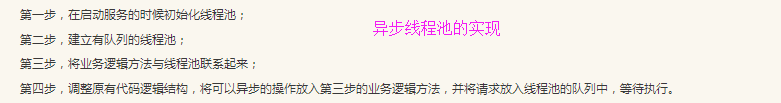 第一步，在启动服务的时候初始化线程池；
异步线程池的实现
第二步，建立有队列的线程池；
第三步，将业务逻辑方法与线程池联系起来；
第四步，调整原有代码逻辑结构，将可以异步的操作放入第三步的业务逻辑方法，并将请求放入线程池的队列中，等待执行。